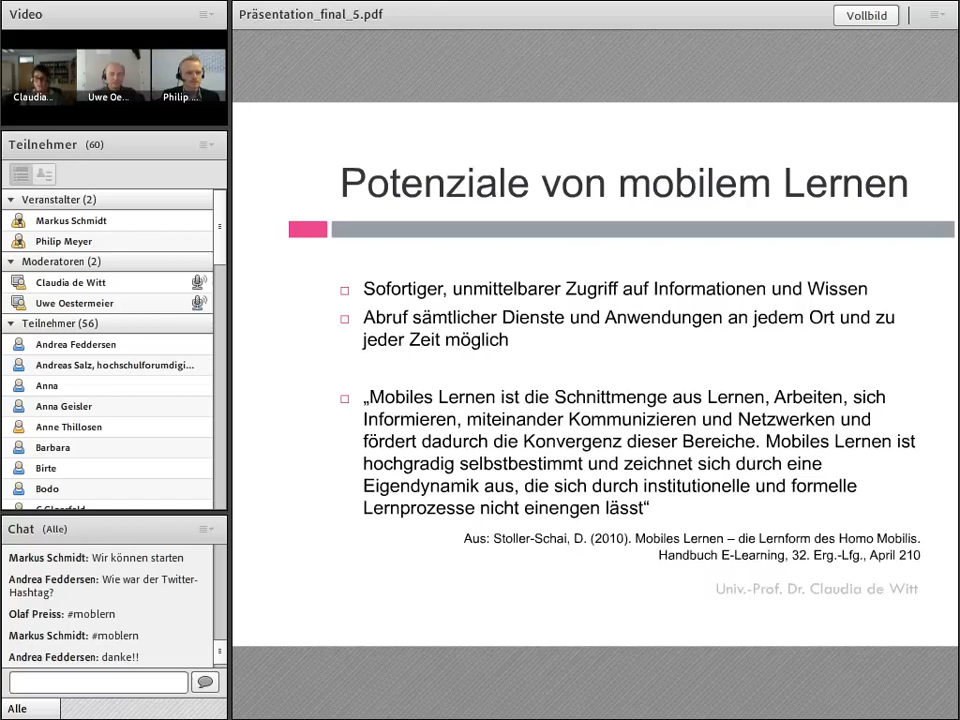 Video
Claudia...
Uwe Oe...
Philip ...
Teilnehmer (60)
Veranstalter (2)
Markus Schmidt
Philip Meyer
Moderatoren (2)
Claudia de Witt
Uwe Oestermeier
Teilnehmer (56)
Andrea Feddersen
Andreas Salz, hochschulforumdigi...
Anna
Anna Geisler
Anne Thillosen
Barbara
Birte
Bodo
Chat (Alle)
Markus Schmidt: Wir können starten
Andrea Feddersen: Wie war der Twitter-
Hashtag?
Olaf Preiss: #moblern
Markus Schmidt: #moblern
Andrea Feddersen: danke!!
Alle
Präsentation_final_5.pdf
Vollbild
Potenziale von mobilem Lernen
Sofortiger, unmittelbarer Zugriff auf Informationen und Wissen
Abruf sämtlicher Dienste und Anwendungen an jedem Ort und zu
jeder Zeit möglich
„Mobiles Lernen ist die Schnittmenge aus Lernen, Arbeiten, sich
Informieren, miteinander Kommunizieren und Netzwerken und
fördert dadurch die Konvergenz dieser Bereiche. Mobiles Lernen ist
hochgradig selbstbestimmt und zeichnet sich durch eine
Eigendynamik aus, die sich durch institutionelle und formelle
Lernprozesse nicht einengen lässt“
Aus: Stoller-Schai, D. (2010). Mobiles Lernen – die Lernform des Homo Mobilis.
Handbuch E-Learning, 32. Erg.-Lfg., April 210
Univ.-Prof. Dr. Claudia de Witt